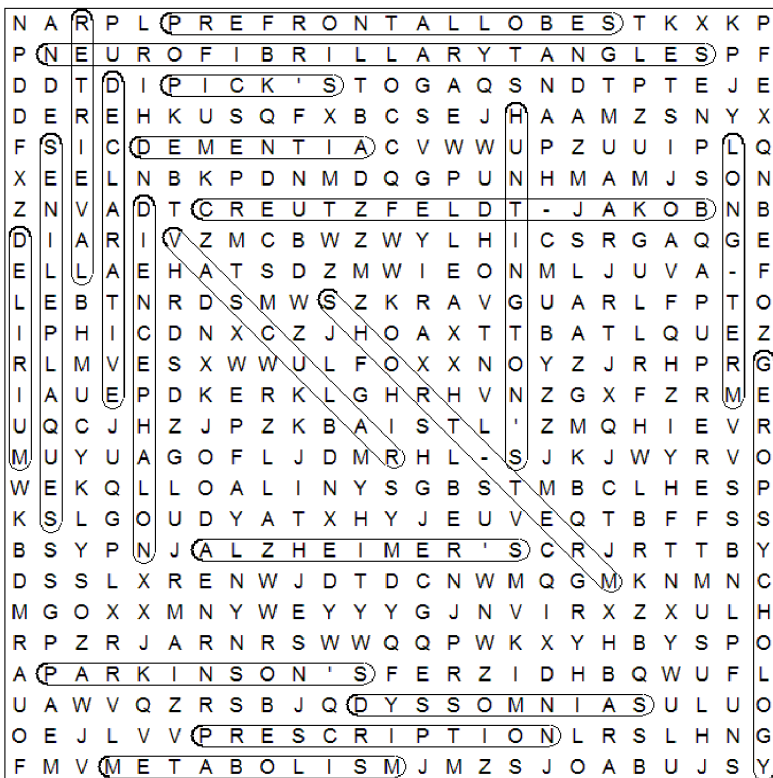 N A R P L P R E F R O N T A L L O B E S T K X K P
P N E U R O F I B R I L L A R Y T A N G L E S P F
D D T D I P I C K ' S T O G A Q S N D T P T E J E
D E R E H K U S Q F X B C S E J H A A M Z S N Y X
F S I C D E M E N T I A C V W W U P Z U U I P L Q
X E E L N B K P D N M D Q G P U N H M A M J S O N
Z N V A D T C R E U T Z F E L D T - J A K O B N B
D I A R I V Z M C B W Z W Y L H I C S R G A Q G E
E L L A E H A T S D Z M W I E O N M L J U V A - F
L E B T N R D S M W S Z K R A V G U A R L F P T O
I P H I C D N X C Z J H O A X T T B A T L Q U E Z
R L M V E S X W W U L F O X X N O Y Z J R H P R G
I A U E P D K E R K L G H R H V N Z G X F Z R M E
U Q C J H Z J P Z K B A I S T L ' Z M Q H I E V R
M U Y U A G O F L J D M R H L - S J K J W Y R V O
W E K Q L L O A L I N Y S G B S T M B C L H E S P
K S L G O U D Y A T X H Y J E U V E Q T B F F S S
B S Y P N J A L Z H E I M E R ' S C R J R T T B Y
D S S L X R E N W J D T D C N W M Q G M K N M N C
M G O X X M N Y W E Y Y Y G J N V I R X Z X U L H
R P Z R J A R N R S W W Q Q P W K X Y H B Y S P O
A P A R K I N S O N ' S F E R Z I D H B Q W U F L
U A W V Q Z R S B J Q D Y S S O M N I A S U L U O
O E J L V V P R E S C R I P T I O N L R S L H N G
F M V M E T A B O L I S M J M Z S J O A B U J S Y